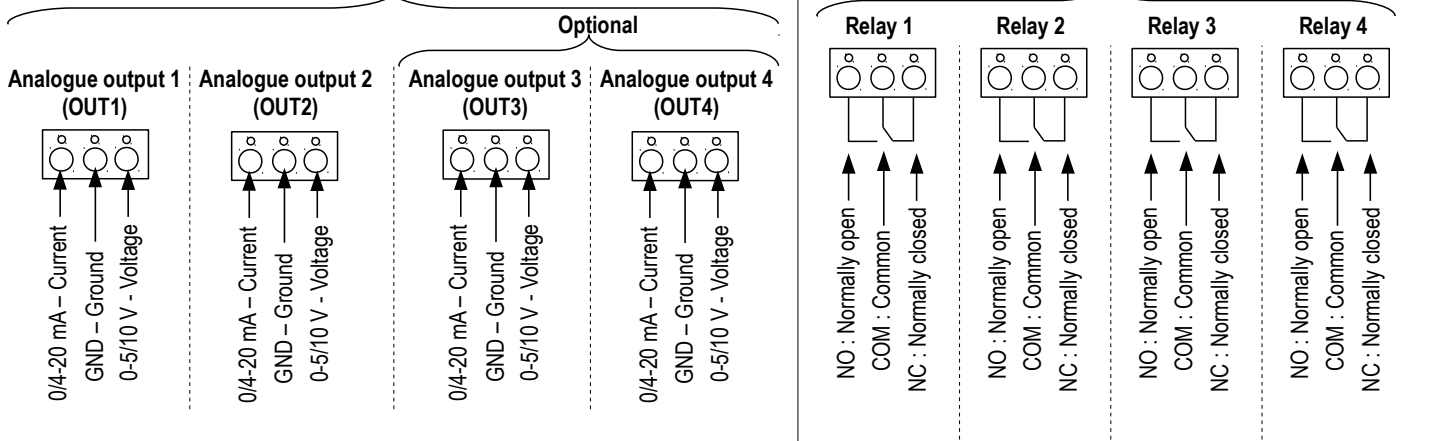 Optional
Analogue output 1
(OUT1)
Analogue output 2
(OUT2)
Analogue output 3
(OUT3)
Analogue output 4
(OUT4)
0/4-20 mA – Current
GND – Ground
0-5/10 V - Voltage
0/4-20 mA – Current
GND – Ground
0-5/10 V - Voltage
0/4-20 mA – Current
GND – Ground
0-5/10 V - Voltage
0/4-20 mA – Current
GND – Ground
0-5/10 V - Voltage
Relay 1
Relay 2
Relay 3
Relay 4
NO : Normally open
COM : Common
NC : Normally closed
NO : Normally open
COM : Common
NC : Normally closed
NO : Normally open
COM : Common
NC : Normally closed
NO : Normally open
COM : Common
NC : Normally closed